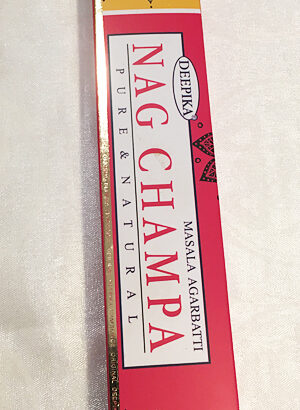 DEEPIKA
MASALA AGARBATTI
NAG CHAMPA
PURE & NATURAL